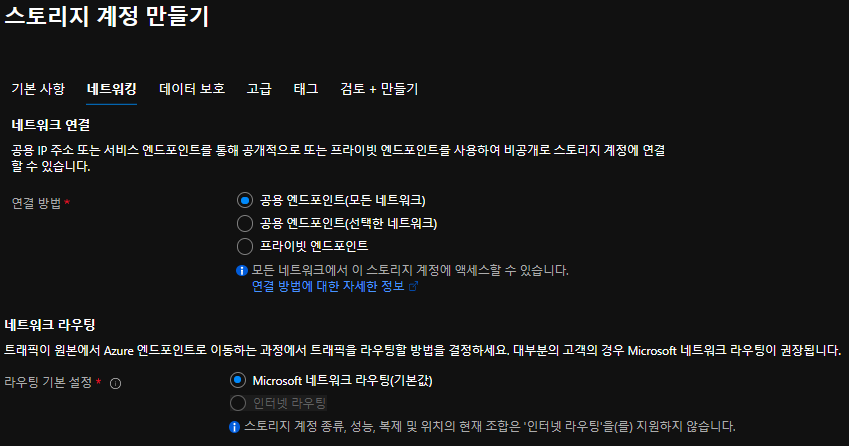 스토리지 계정 만들기
기본 사항 네트워킹 데이터 보호 고급 태그 검토 + 만들기
네트워크 연결
공용 IP 주소 또는 서비스 엔드포인트를 통해 공개적으로 또는 프라이빗 엔드포인트를 사용하여 비공개로 스토리지 계정에 연결
할 수 있습니다.
연결 방법 *
공용 엔드포인트(모든 네트워크)
공용 엔드포인트(선택한 네트워크)
프라이빗 엔드포인트
모든 네트워크에서 이 스토리지 계정에 액세스할 수 있습니다.
연결 방법에 대한 자세한 정보
네트워크 라우팅
트래픽이 원본에서 Azure 엔드포인트로 이동하는 과정에서 트래픽을 라우팅할 방법을 결정하세요. 대부분의 고객의 경우 Microsoft 네트워크 라우팅이 권장됩니다.
라우팅 기본 설정 *
Microsoft 네트워크 라우팅(기본값)
인터넷 라우팅
스토리지 계정 종류, 성능, 복제 및 위치의 현재 조합은 '인터넷 라우팅'을(를) 지원하지 않습니다.